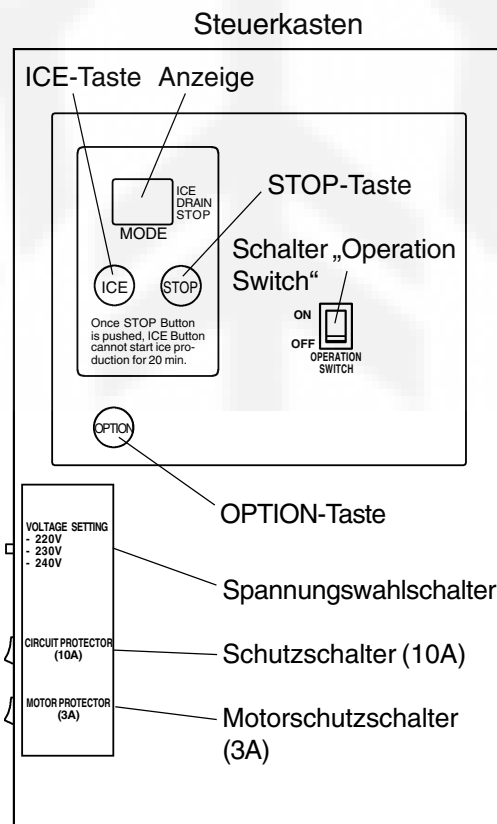 Steuerkasten
ICE-Taste Anzeige
ICE
DRAIN
STOP
MODE
STOP-Taste
ICE STOP
Schalter „Operation
Switch“
Once STOP Button
is pushed, ICE Button
cannot start ice pro-
duction for 20 min.
ON
OFF
OPERATION
SWITCH
OPTION
OPTION-Taste
VOLTAGE SETTING
- 220V
- 230V
- 240V
Spannungswahlschalter
CIRCUIT PROTECTOR
(10A)
Schutzschalter (10A)
MOTOR PROTECTOR
(3A)
Motorschutzschalter
(3A)